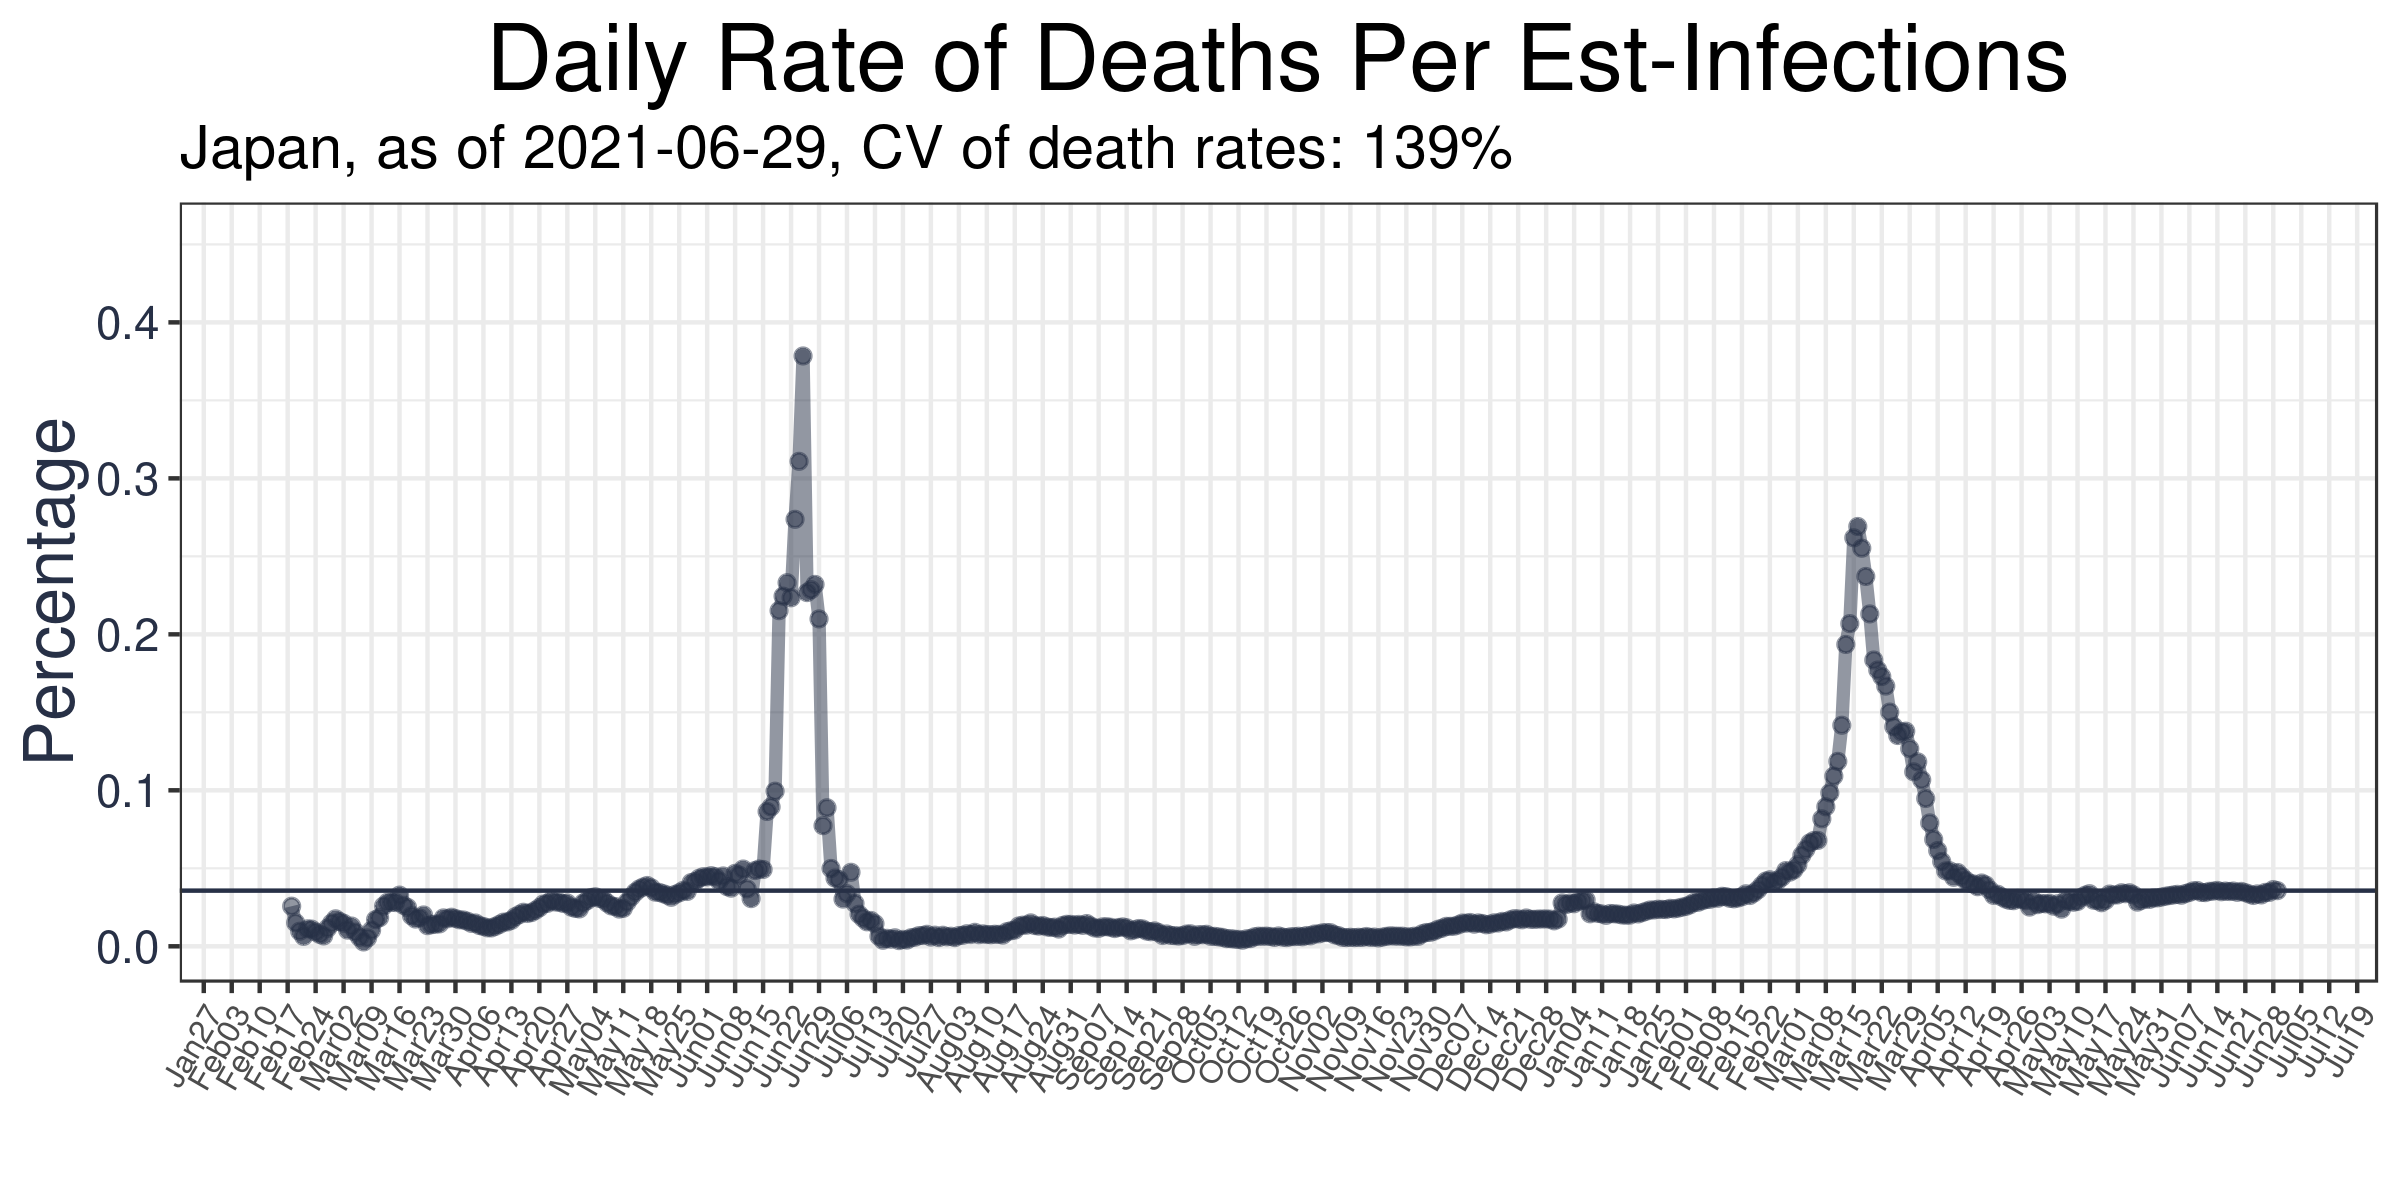 Daily Rate of Deaths Per Est-Infections
Japan, as of 2021-06-29, CV of death rates: 139%
Percentage
0.4
0.3
0.2
0.1
0.0
Jan27
Feb03
Feb10
Feb17
Feb24
Mar02
Mar09
Mar16
Mar23
Mar30
Apr06
Apr13
Apr20
Apr27
May04
May11
May18
May25
Jun01
Jun08
Jun15
Jun22
Jun29
Jul06
Jul13
Jul20
Jul27
Aug03
Aug10
Aug17
Aug24
Aug31
Sep07
Sep14
Sep21
Sep28
Oct05
Oct12
Oct19
Oct26
Nov02
Nov09
Nov16
Nov23
Nov30
Dec07
Dec14
Dec21
Dec28
Jan04
Jan11
Jan18
Jan25
Feb01
Feb08
Feb15
Feb22
Mar01
Mar08
Mar15
Mar22
Mar29
Apr05
Apr12
Apr19
Apr26
May03
May10
May17
May24
May31
Jun07
Jun14
Jun21
Jun28
Jul05
Jul12
Jul19